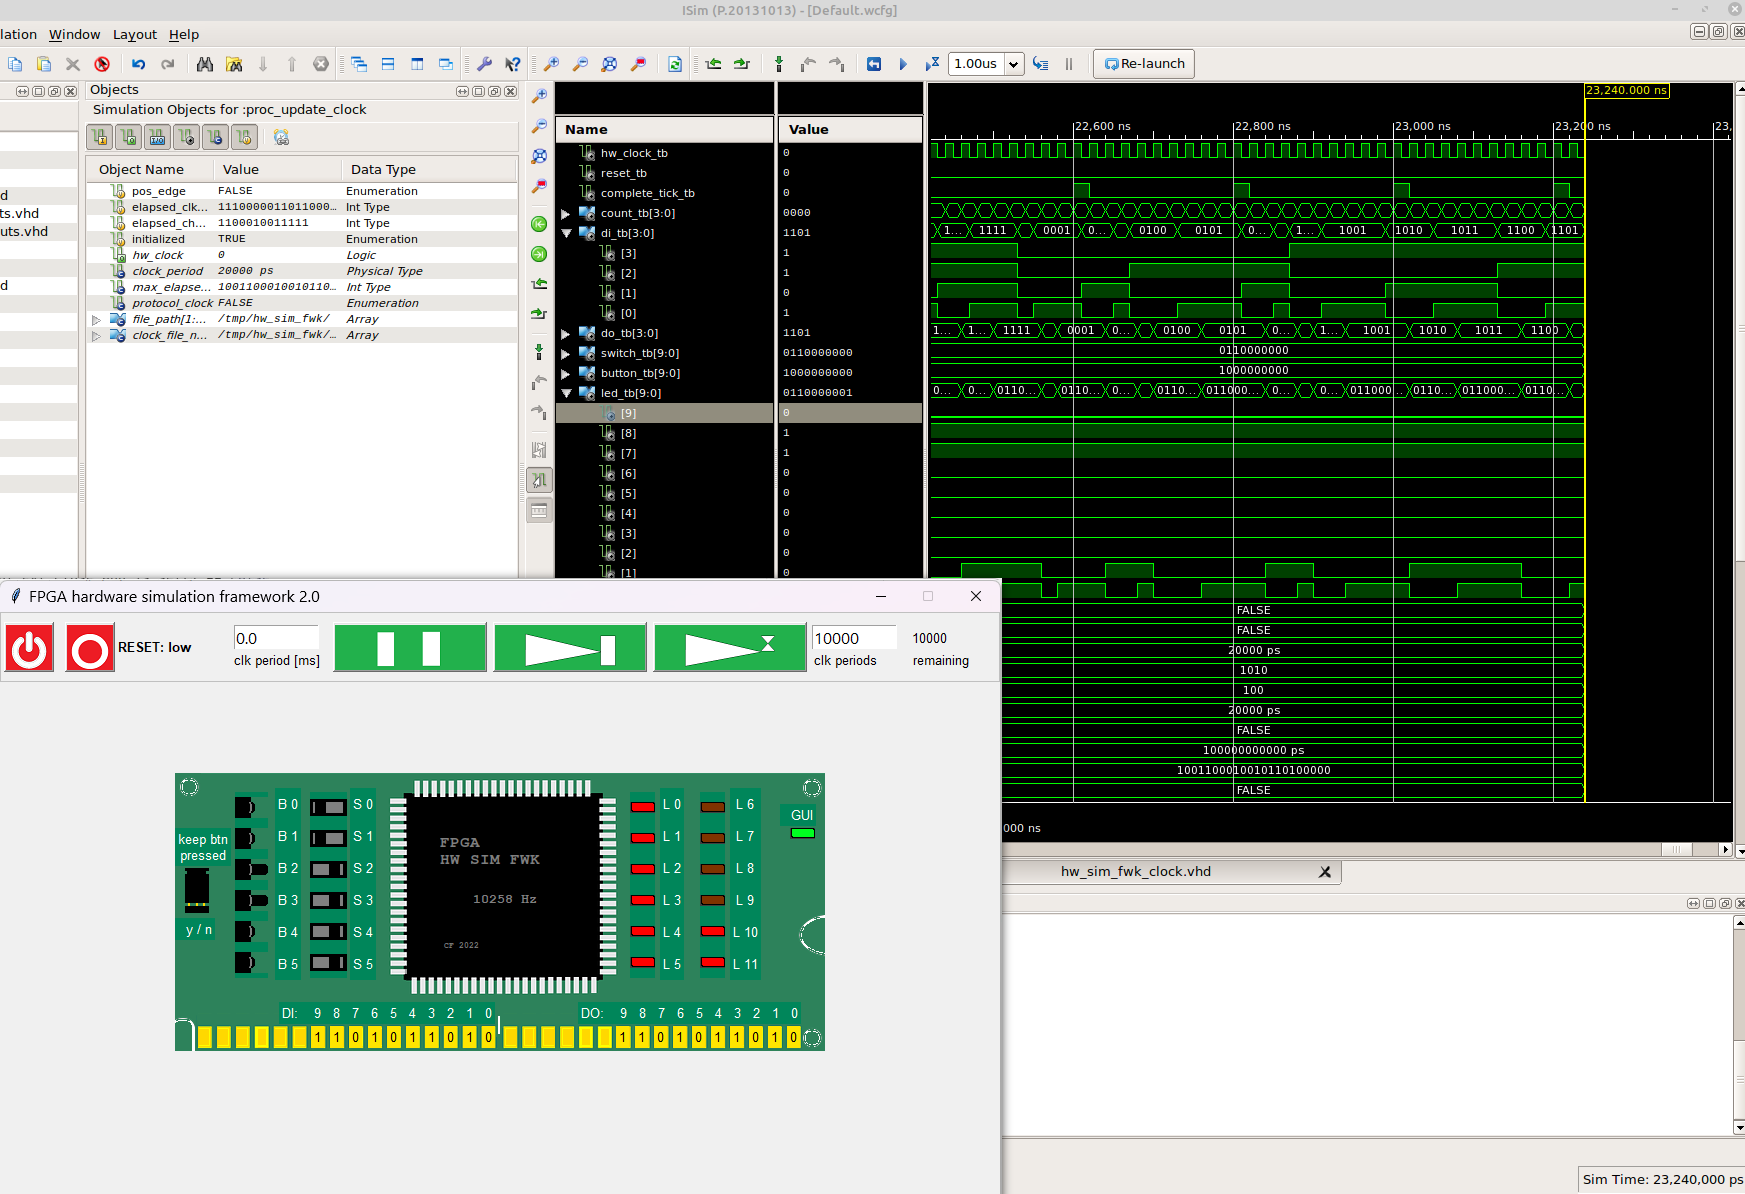 ISim (P.20131013) - [Default.wcfg]
lation Window Layout Help
1.00us
Re-launch
Objects
Simulation Objects for :proc_update_clock
Object Name Value Data Type
pos_edge FALSE Enumeration
elapsed_clk... 1110000011011000... Int Type
elapsed_ch... 1100010011111 Int Type
initialized TRUE Enumeration
hw_clock 0 Logic
clock_period 20000 ps Physical Type
max_elapse... 1001100010010110... Int Type
protocol_clock FALSE Enumeration
file_path[1:... /tmp/hw_sim_fwk/ Array
clock_file_n... /tmp/hw_sim_fwk/... Array
d
ts.vhd
uts.vhd
d
Name Value
hw_clock_tb 0
reset_tb 0
complete_tick_tb 0
count_tb[3:0] 0000
di_tb[3:0] 1101
[3] 1
[2] 1
[1] 0
[0] 1
do_tb[3:0] 1101
switch_tb[9:0] 0110000000
button_tb[9:0] 1000000000
led_tb[9:0] 0110000001
[9] 0
[8] 1
[7] 1
[6] 0
[5] 0
[4] 0
[3] 0
[2] 0
[1] 0
23,240.000 ns
22,600 ns 22,800 ns 23,000 ns 23,200 ns 23,
1... 1111 0001 0... 0100 0101 0... 1... 1001 1010 1011 1100 1101
1... 1... 1111 0001 0... 0100 0101 0... 1... 1001 1010 1011 1100
0110000000
1000000000
0... 0... 0110... 0110... 0... 0110... 011000... 0... 0... 011000... 0110... 011000... 0110...
FALSE
FALSE
20000 ps
1010
100
20000 ps
FALSE
100000000000 ps
100110001001011010000​0
FALSE
000 ns
hw_sim_fwk_clock.vhd
Sim Time: 23,240,000 ps
FPGA hardware simulation framework 2.0
RESET: low
0.0
clk period [ms]
10000
clk periods
10000
remaining
keep btn
pressed
y / n
B 0 S 0
B 1 S 1
B 2 S 2
B 3 S 3
B 4 S 4
B 5 S 5
FPGA
HW SIM FWK
10258 Hz
CF 2022
L 0 L 6
L 1 L 7
L 2 L 8
L 3 L 9
L 4 L 10
L 5 L 11
GUI
DI: 9 8 7 6 5 4 3 2 1 0
1 1 0 1 0 1 1 0 1 0
DO: 9 8 7 6 5 4 3 2 1 0
1 1 0 1 0 1 1 0 1 0